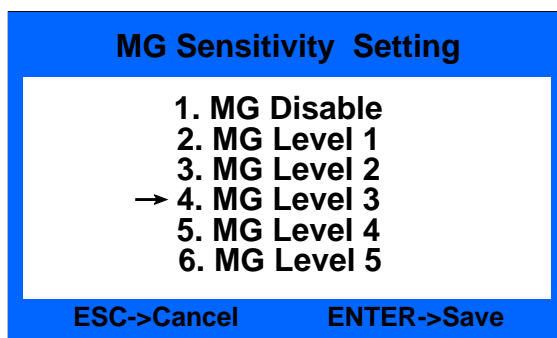 MG Sensitivity Setting
1. MG Disable
2. MG Level 1
3. MG Level 2
→ 4. MG Level 3
5. MG Level 4
6. MG Level 5
ESC->Cancel ENTER->Save